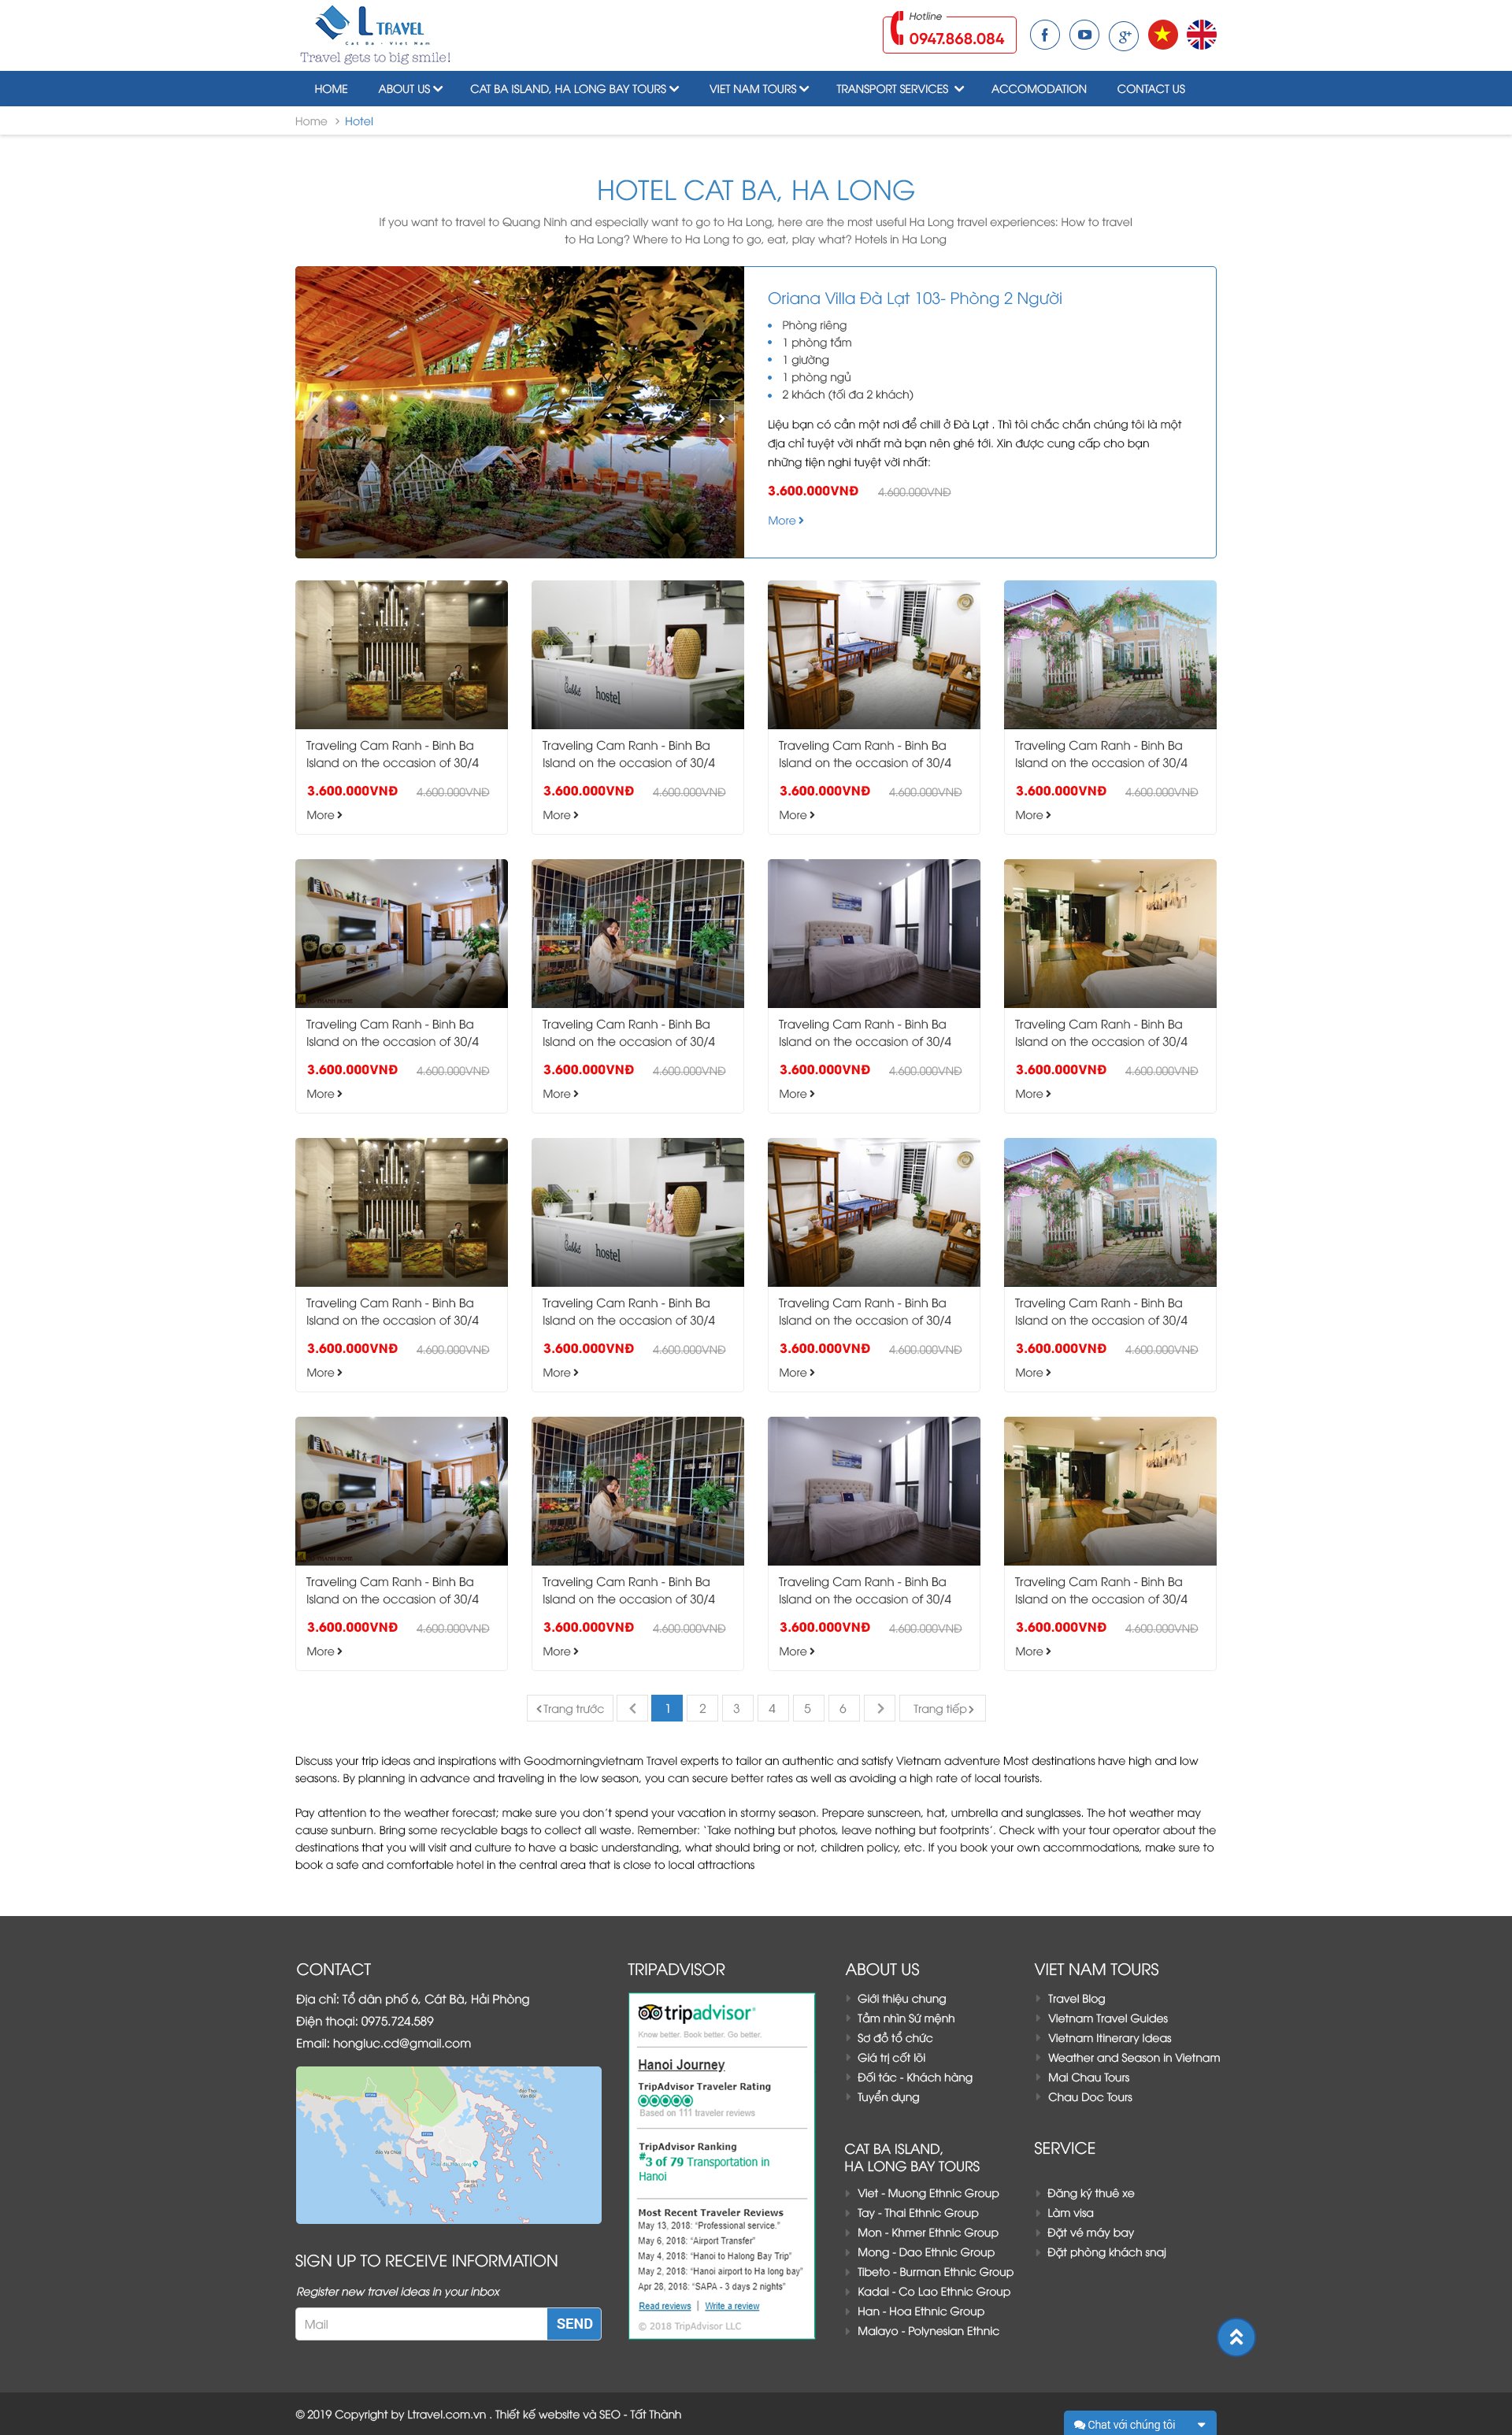 L TRAVEL
Cat Ba - Viet Nam
Travel gets to big smile!
Hotline
0947.868.084
HOME ABOUT US CAT BA ISLAND, HA LONG BAY TOURS VIET NAM TOURS TRANSPORT SERVICES ACCOMODATION CONTACT US
Home > Hotel
HOTEL CAT BA, HA LONG
If you want to travel to Quang Ninh and especially want to go to Ha Long, here are the most useful Ha Long travel experiences: How to travel
to Ha Long? Where to Ha Long to go, eat, play what? Hotels in Ha Long
Oriana Villa Đà Lạt 103- Phòng 2 Người
Phòng riêng
1 phòng tắm
1 giường
1 phòng ngủ
2 khách (tối đa 2 khách)
Liệu bạn có cần một nơi để chill ở Đà Lạt . Thì tôi chắc chắn chúng tôi là một
địa chỉ tuyệt vời nhất mà bạn nên ghé tới. Xin được cung cấp cho bạn
những tiện nghi tuyệt vời nhất:
3.600.000VNĐ 4.600.000VNĐ
More
hostel
Traveling Cam Ranh - Binh Ba Traveling Cam Ranh - Binh Ba Traveling Cam Ranh - Binh Ba Traveling Cam Ranh - Binh Ba
Island on the occasion of 30/4 Island on the occasion of 30/4 Island on the occasion of 30/4 Island on the occasion of 30/4
3.600.000VNĐ 4.600.000VNĐ 3.600.000VNĐ 4.600.000VNĐ 3.600.000VNĐ 4.600.000VNĐ 3.600.000VNĐ 4.600.000VNĐ
More More More More
Traveling Cam Ranh - Binh Ba Traveling Cam Ranh - Binh Ba Traveling Cam Ranh - Binh Ba Traveling Cam Ranh - Binh Ba
Island on the occasion of 30/4 Island on the occasion of 30/4 Island on the occasion of 30/4 Island on the occasion of 30/4
3.600.000VNĐ 4.600.000VNĐ 3.600.000VNĐ 4.600.000VNĐ 3.600.000VNĐ 4.600.000VNĐ 3.600.000VNĐ 4.600.000VNĐ
More More More More
hostel
Traveling Cam Ranh - Binh Ba Traveling Cam Ranh - Binh Ba Traveling Cam Ranh - Binh Ba Traveling Cam Ranh - Binh Ba
Island on the occasion of 30/4 Island on the occasion of 30/4 Island on the occasion of 30/4 Island on the occasion of 30/4
3.600.000VNĐ 4.600.000VNĐ 3.600.000VNĐ 4.600.000VNĐ 3.600.000VNĐ 4.600.000VNĐ 3.600.000VNĐ 4.600.000VNĐ
More More More More
Traveling Cam Ranh - Binh Ba Traveling Cam Ranh - Binh Ba Traveling Cam Ranh - Binh Ba Traveling Cam Ranh - Binh Ba
Island on the occasion of 30/4 Island on the occasion of 30/4 Island on the occasion of 30/4 Island on the occasion of 30/4
3.600.000VNĐ 4.600.000VNĐ 3.600.000VNĐ 4.600.000VNĐ 3.600.000VNĐ 4.600.000VNĐ 3.600.000VNĐ 4.600.000VNĐ
More More More More
Trang trước 1 2 3 4 5 6 Trang tiếp
Discuss your trip ideas and inspirations with Goodmorningvietnam Travel experts to tailor an authentic and satisfy Vietnam adventure Most destinations have high and low
seasons. By planning in advance and traveling in the low season, you can secure better rates as well as avoiding a high rate of local tourists.
Pay attention to the weather forecast; make sure you don't spend your vacation in stormy season. Prepare sunscreen, hat, umbrella and sunglasses. The hot weather may
cause sunburn. Bring some recyclable bags to collect all waste. Remember: 'Take nothing but photos, leave nothing but footprints'. Check with your tour operator about the
destinations that you will visit and culture to have a basic understanding, what should bring or not, children policy, etc. If you book your own accommodations, make sure to
book a safe and comfortable hotel in the central area that is close to local attractions
CONTACT
Địa chỉ: Tổ dân phố 6, Cát Bà, Hải Phòng
Điện thoại: 0975.724.589
Email: hongluc.cd@gmail.com
SIGN UP TO RECEIVE INFORMATION
Register new travel ideas in your inbox
Mail SEND
TRIPADVISOR
tripadvisor
Know better. Book better. Go better.
Hanoi Journey
TripAdvisor Traveler Rating
Based on 111 traveler reviews
TripAdvisor Ranking
#3 of 79 Transportation in
Hanoi
Most Recent Traveler Reviews
May 13, 2018: "Professional service."
May 6, 2018: "Airport Transfer"
May 4, 2018: "Hanoi to Halong Bay Trip"
May 2, 2018: "Hanoi airport to Ha long bay"
Apr 28, 2018: "SAPA - 3 days 2 nights"
Read reviews | Write a review
© 2018 TripAdvisor LLC
ABOUT US
Giới thiệu chung
Tầm nhìn Sứ mệnh
Sơ đồ tổ chức
Giá trị cốt lõi
Đối tác - Khách hàng
Tuyển dụng
VIET NAM TOURS
Travel Blog
Vietnam Travel Guides
Vietnam Itinerary Ideas
Weather and Season in Vietnam
Mai Chau Tours
Chau Doc Tours
CAT BA ISLAND,
HA LONG BAY TOURS
Viet - Muong Ethnic Group
Tay - Thai Ethnic Group
Mon - Khmer Ethnic Group
Mong - Dao Ethnic Group
Tibeto - Burman Ethnic Group
Kadai - Co Lao Ethnic Group
Han - Hoa Ethnic Group
Malayo - Polynesian Ethnic
SERVICE
Đăng ký thuê xe
Làm visa
Đặt vé máy bay
Đặt phòng khách snạj
© 2019 Copyright by Ltravel.com.vn . Thiết kế website và SEO - Tất Thành
Chat với chúng tôi